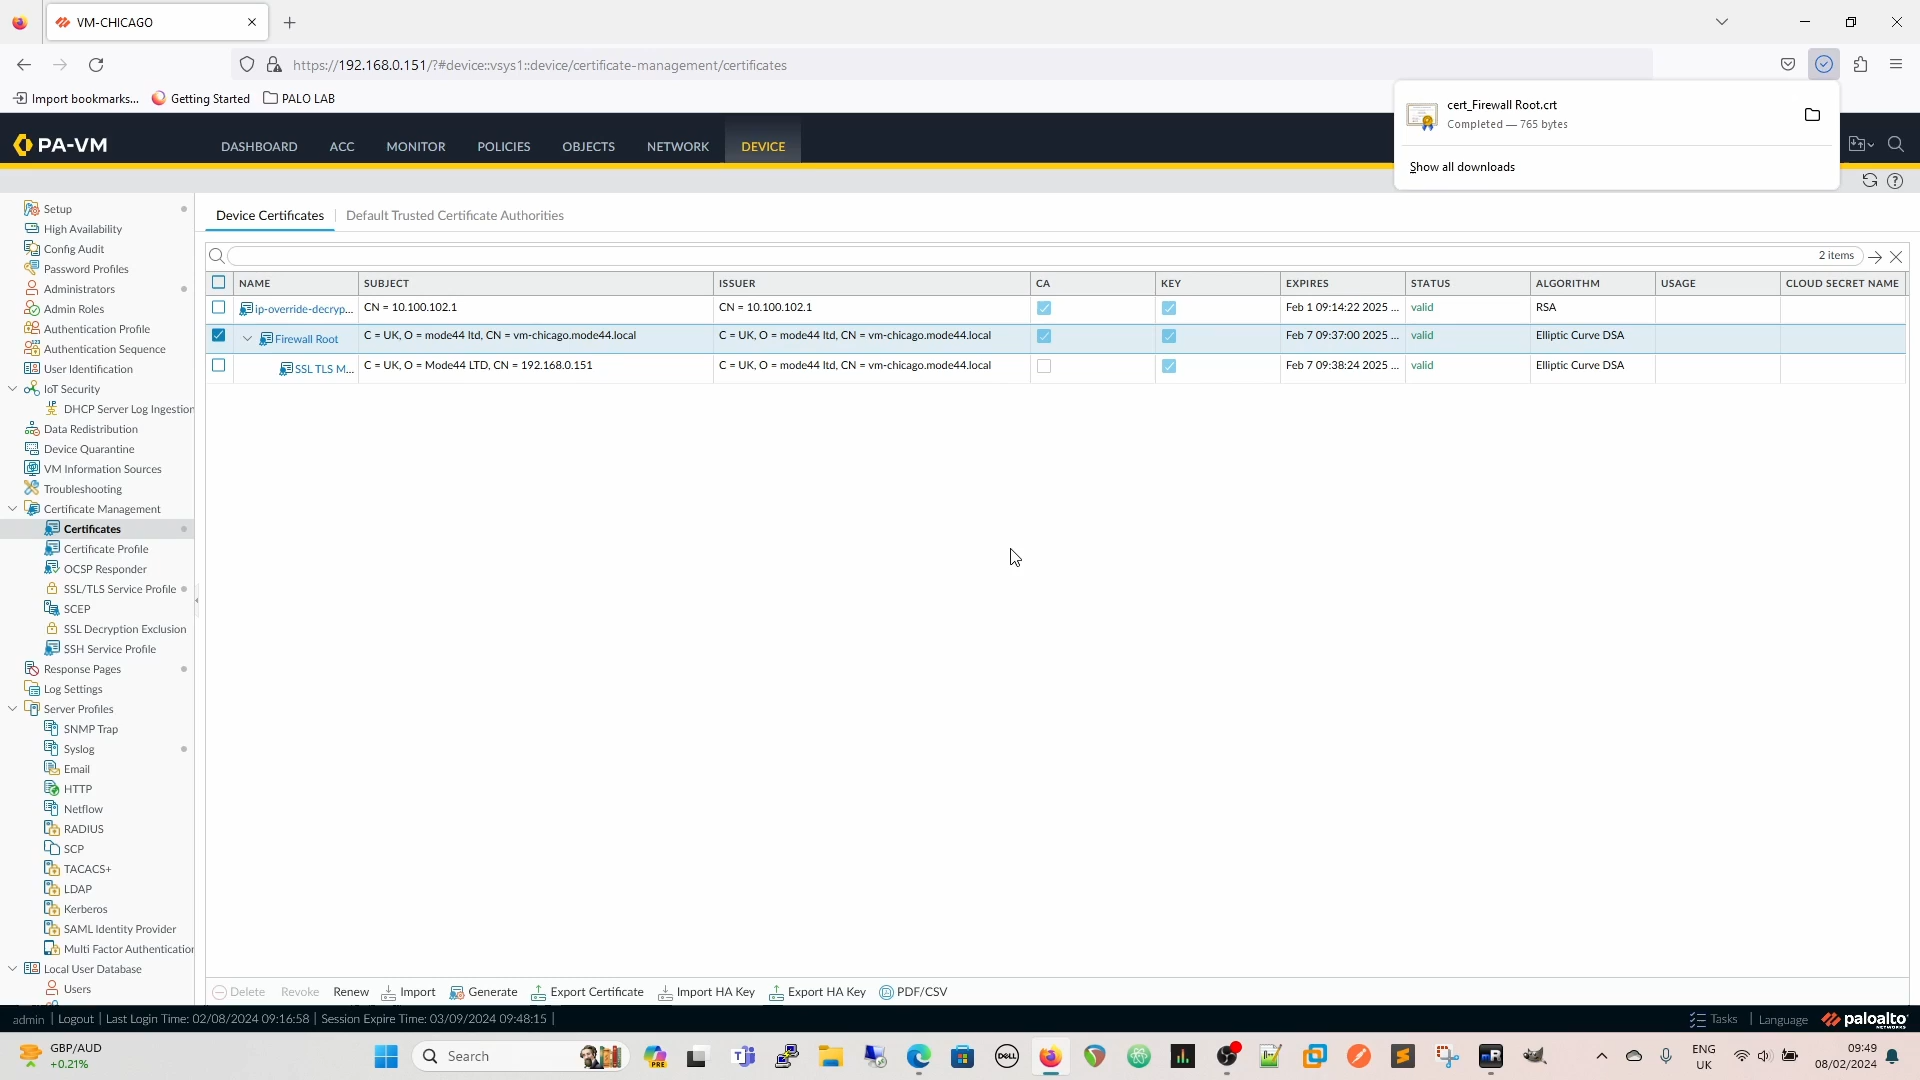 VM-CHICAGO
https://192.168.0.151/?#device::vsys1::device/certificate-management/certificates
Import bookmarks...
Getting Started
PALO LAB
cert_Firewall Root.crt
Completed — 765 bytes
Show all downloads
PA-VM
DASHBOARD
ACC
MONITOR
POLICIES
OBJECTS
NETWORK
DEVICE
Setup
High Availability
Config Audit
Password Profiles
Administrators
Admin Roles
Authentication Profile
Authentication Sequence
User Identification
IoT Security
DHCP Server Log Ingestion
Data Redistribution
Device Quarantine
VM Information Sources
Troubleshooting
Certificate Management
Certificates
Certificate Profile
OCSP Responder
SSL/TLS Service Profile
SCEP
SSL Decryption Exclusion
SSH Service Profile
Response Pages
Log Settings
Server Profiles
SNMP Trap
Syslog
Email
HTTP
Netflow
RADIUS
SCP
TACACS+
LDAP
Kerberos
SAML Identity Provider
Multi Factor Authentication
Local User Database
Users
Device Certificates
Default Trusted Certificate Authorities
2 items
NAME SUBJECT ISSUER CA KEY EXPIRES STATUS ALGORITHM USAGE CLOUD SECRET NAME
ip-override-decryp... CN = 10.100.102.1 CN = 10.100.102.1 Feb 1 09:14:22 2025 ... valid RSA
Firewall Root C = UK, O = mode44 ltd, CN = vm-chicago.mode44.local C = UK, O = mode44 ltd, CN = vm-chicago.mode44.local Feb 7 09:37:00 2025 ... valid Elliptic Curve DSA
SSL TLS M... C = UK, O = Mode44 LTD, CN = 192.168.0.151 C = UK, O = mode44 ltd, CN = vm-chicago.mode44.local Feb 7 09:38:24 2025 ... valid Elliptic Curve DSA
Delete Revoke Renew Import Generate Export Certificate Import HA Key Export HA Key PDF/CSV
admin | Logout | Last Login Time: 02/08/2024 09:16:58 | Session Expire Time: 03/09/2024 09:48:15 |
Tasks | Language paloalto NETWORKS
GBP/AUD
+0.21%
Search
PRE
DELL
ENG
UK
09:49
08/02/2024